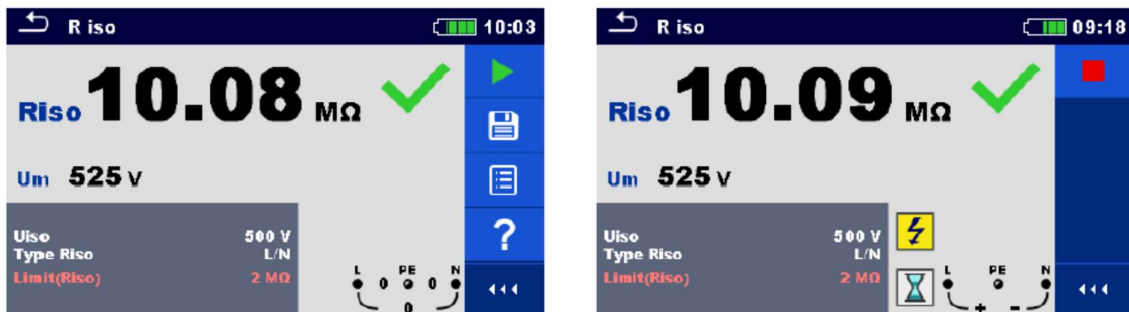 R iso 10:03
Riso 10.08 MΩ
Um 525 V
Uiso 500 V
Type Riso L/N
Limit(Riso) 2 MΩ
?
L PE N
0 0
0
R iso 09:18
Riso 10.09 MΩ
Um 525 V
Uiso 500 V
Type Riso L/N
Limit(Riso) 2 MΩ
L PE N
+ -